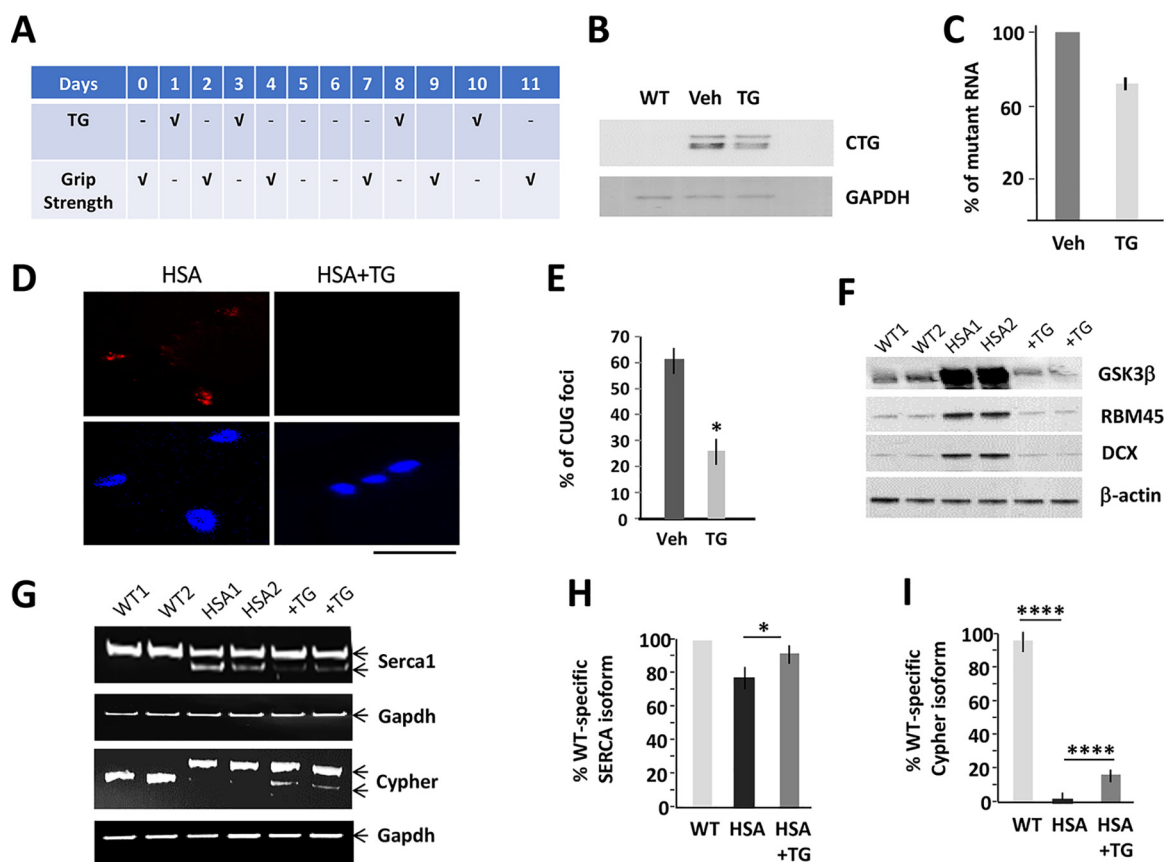 A
Days 0 1 2 3 4 5 6 7 8 9 10 11
TG - √ - √ - - - - √ √ -
Grip √ - √ - √ - - √ - √ - √
Strength
B
WT Veh TG
CTG
GAPDH
C
% of mutant RNA
100
60
20
Veh TG
D
HSA HSA+TG
E
% of CUG foci
70
60
50
40
30
20
10
0
*
Veh TG
F
WT1 WT2 HSA1 HSA2 +TG +TG
GSK3β
RBM45
DCX
β-actin
G
WT1 WT2 HSA1 HSA2 +TG +TG
Serca1
Gapdh
Cypher
Gapdh
H
% WT-specific
SERCA isoform
100
80
60
40
20
0
*
WT HSA HSA
+TG
I
% WT-specific
Cypher isoform
100
80
60
40
20
0
****
****
WT HSA HSA
+TG